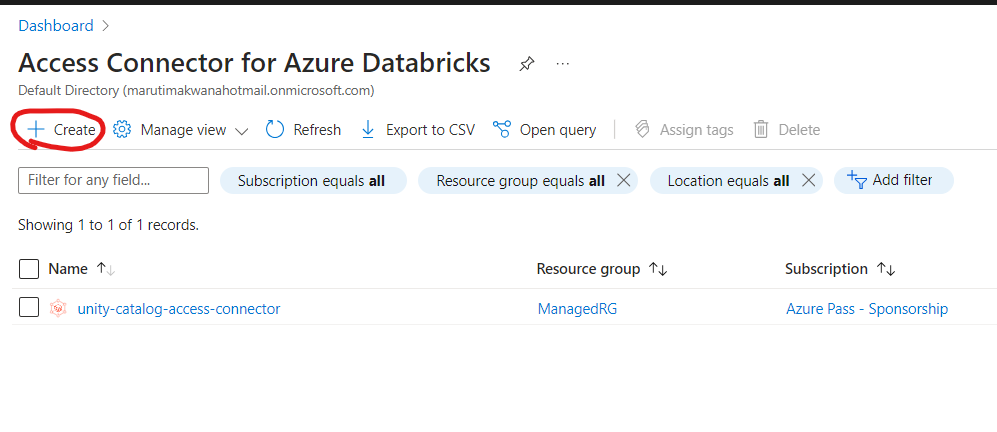 Dashboard
Access Connector for Azure Databricks
Default Directory (marutimakwanahotmail.onmicrosoft.com)
Create Manage view Refresh Export to CSV Open query Assign tags Delete
Filter for any field... Subscription equals all Resource group equals all Location equals all Add filter
Showing 1 to 1 of 1 records.
Name Resource group Subscription
unity-catalog-access-connector ManagedRG Azure Pass - Sponsorship